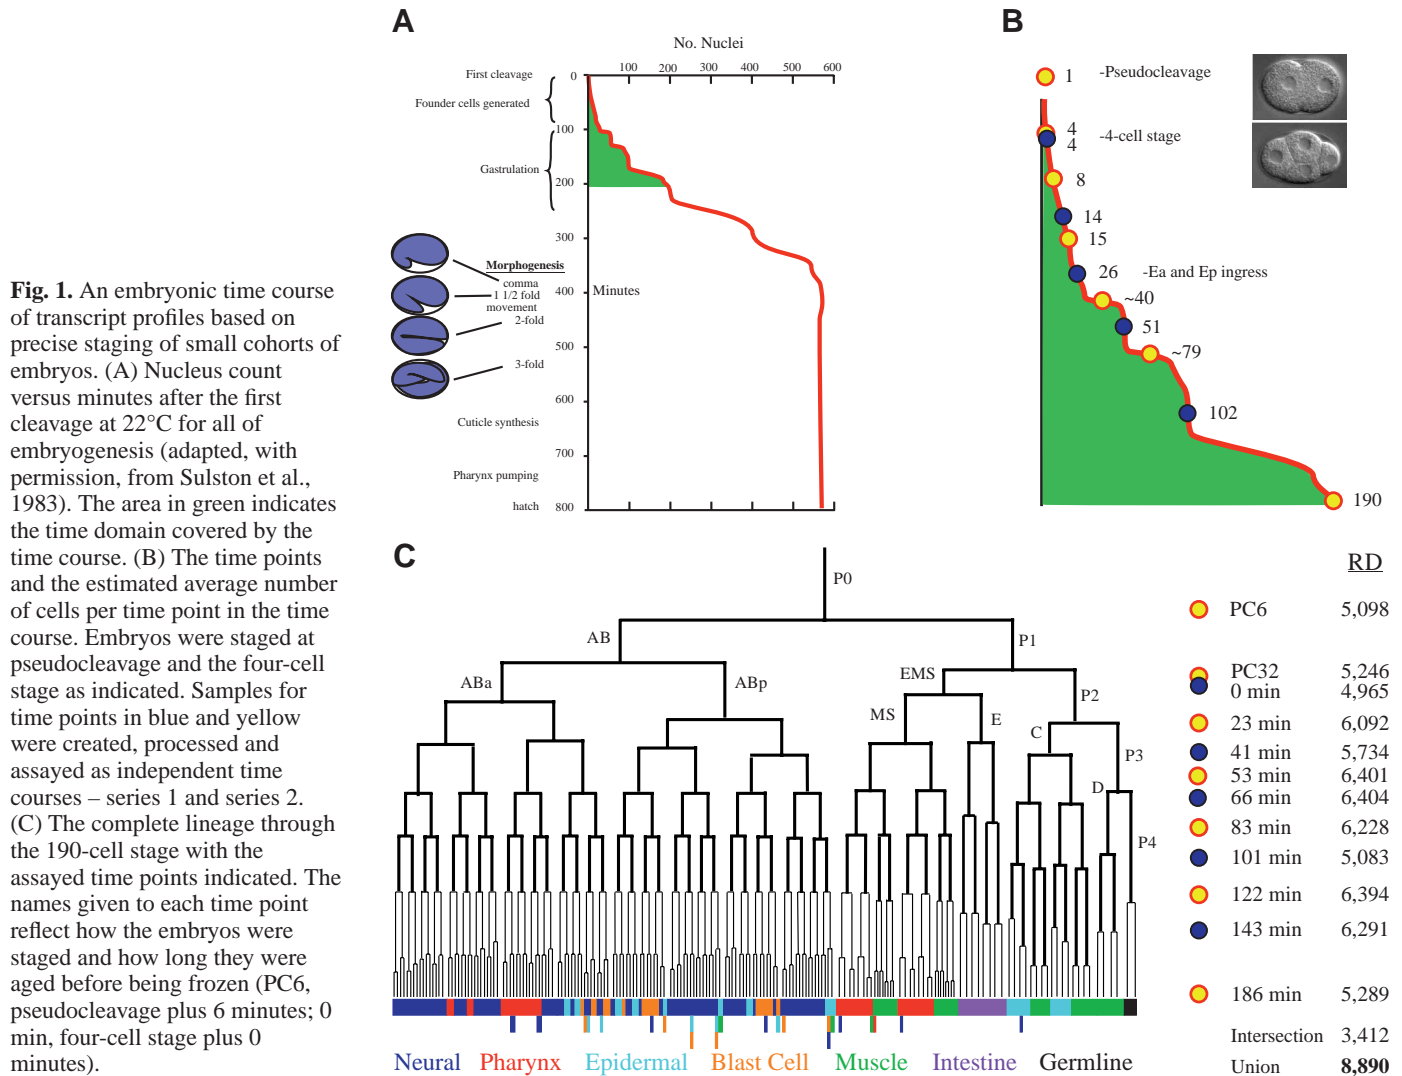 A
No. Nuclei
100 200 300 400 500 600
First cleavage 0
Founder cells generated
100
Gastrulation
200
300
Morphogenesis
comma
1 1/2 fold
movement
2-fold
3-fold
Minutes
400
500
600
Cuticle synthesis
700
Pharynx pumping
hatch 800
B
1 -Pseudocleavage
4 -4-cell stage
4
8
14
15
26 -Ea and Ep ingress
~40
51
~79
102
190
Fig. 1. An embryonic time course
of transcript profiles based on
precise staging of small cohorts of
embryos. (A) Nucleus count
versus minutes after the first
cleavage at 22°C for all of
embryogenesis (adapted, with
permission, from Sulston et al.,
1983). The area in green indicates
the time domain covered by the
time course. (B) The time points
and the estimated average number
of cells per time point in the time
course. Embryos were staged at
pseudocleavage and the four-cell
stage as indicated. Samples for
time points in blue and yellow
were created, processed and
assayed as independent time
courses – series 1 and series 2.
(C) The complete lineage through
the 190-cell stage with the
assayed time points indicated. The
names given to each time point
reflect how the embryos were
staged and how long they were
aged before being frozen (PC6,
pseudocleavage plus 6 minutes; 0
min, four-cell stage plus 0
minutes).
C
P0
AB
P1
ABa
ABp
EMS
P2
MS
E
C
P3
D
P4
Neural Pharynx Epidermal Blast Cell Muscle Intestine Germline
RD
PC6 5,098
PC32 5,246
0 min 4,965
23 min 6,092
41 min 5,734
53 min 6,401
66 min 6,404
83 min 6,228
101 min 5,083
122 min 6,394
143 min 6,291
186 min 5,289
Intersection 3,412
Union 8,890